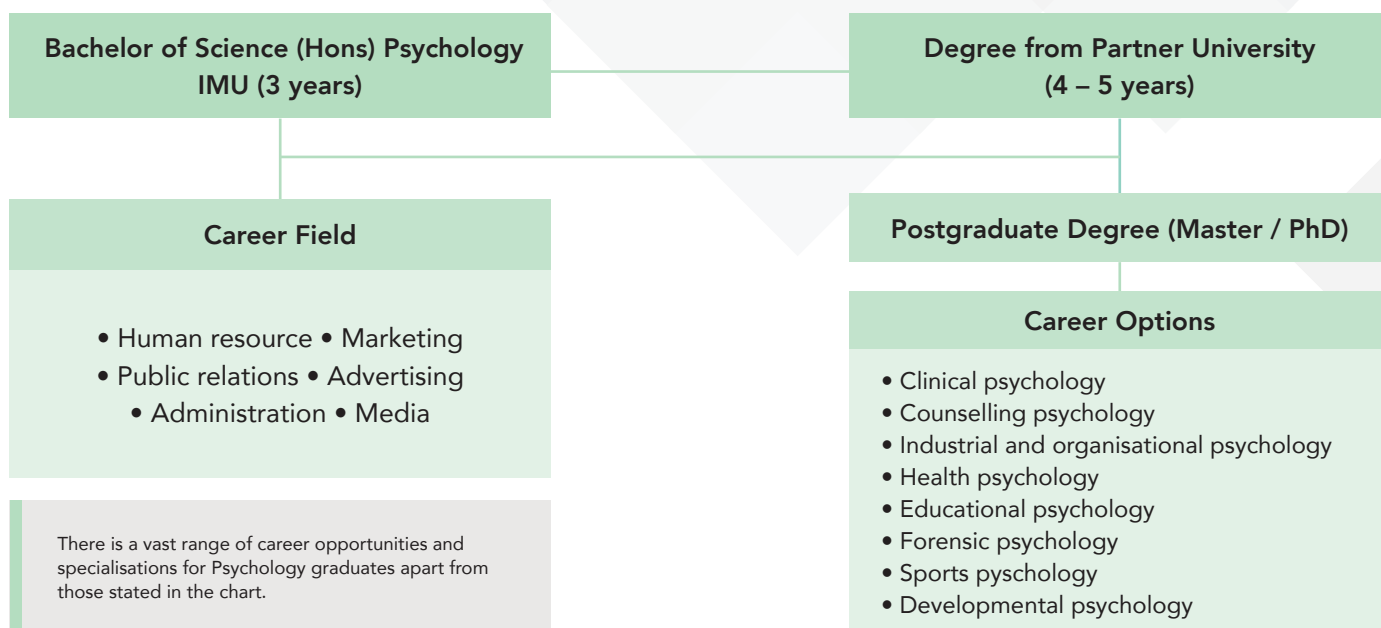 Bachelor of Science (Hons) Psychology
IMU (3 years)
Degree from Partner University
(4 – 5 years)
Career Field
• Human resource • Marketing
• Public relations • Advertising
• Administration • Media
There is a vast range of career opportunities and
specialisations for Psychology graduates apart from
those stated in the chart.
Postgraduate Degree (Master / PhD)
Career Options
• Clinical psychology
• Counselling psychology
• Industrial and organisational psychology
• Health psychology
• Educational psychology
• Forensic psychology
• Sports pyschology
• Developmental psychology